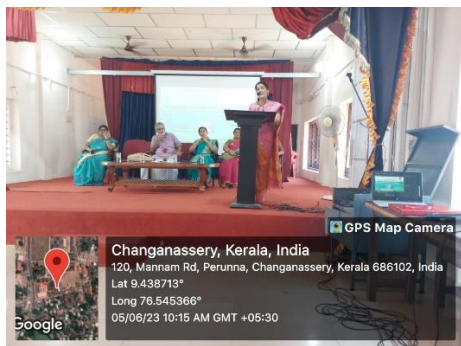 GPS Map Camera
Changanassery, Kerala, India
120, Mannam Rd, Perunna, Changanassery, Kerala 686102, India
Lat 9.438713°
Long 76.545366°
05/06/23 10:15 AM GMT +05:30
Google